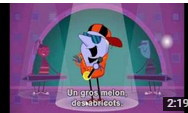 Un gros melon,
des abricots
2:19